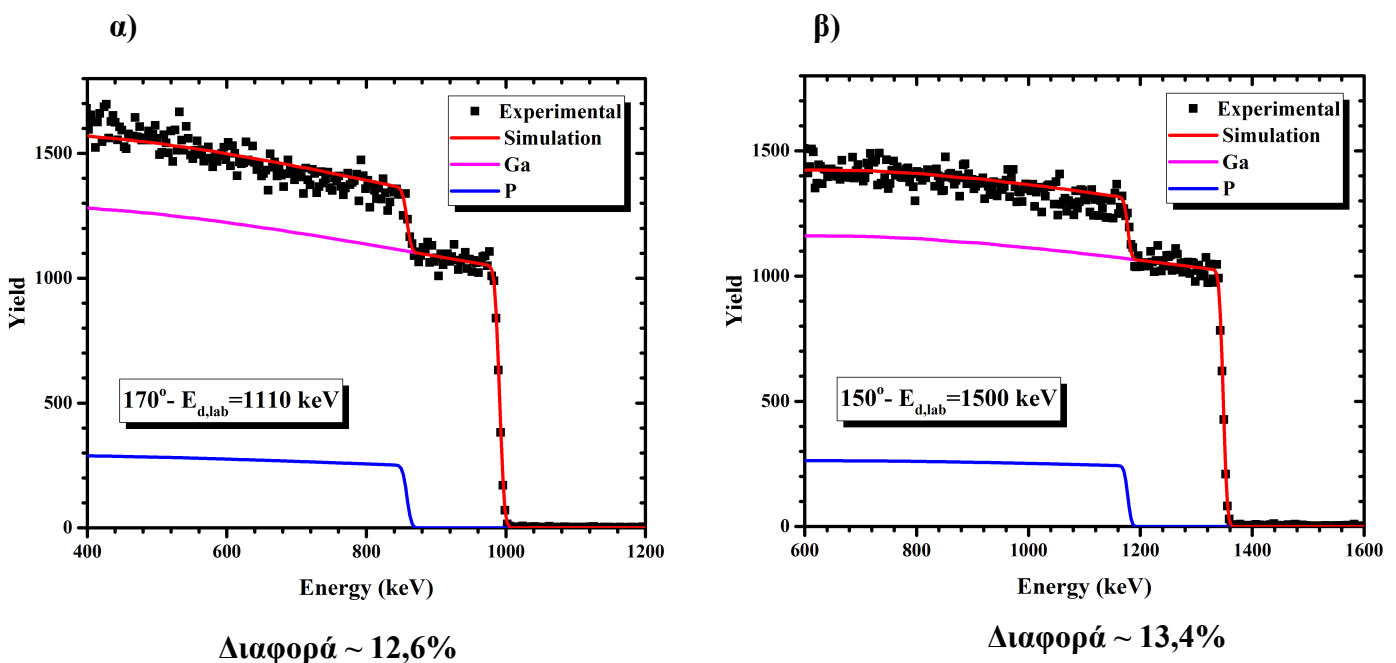 α)
β)
Experimental
Simulation
Ga
P
1500
1000
500
0
Yield
170° - E_d,lab=1110 keV
400
600
800
1000
1200
Energy (keV)
Διαφορά ~ 12,6%
Experimental
Simulation
Ga
P
1500
1000
500
0
Yield
150° - E_d,lab=1500 keV
600
800
1000
1200
1400
1600
Energy (keV)
Διαφορά ~ 13,4%